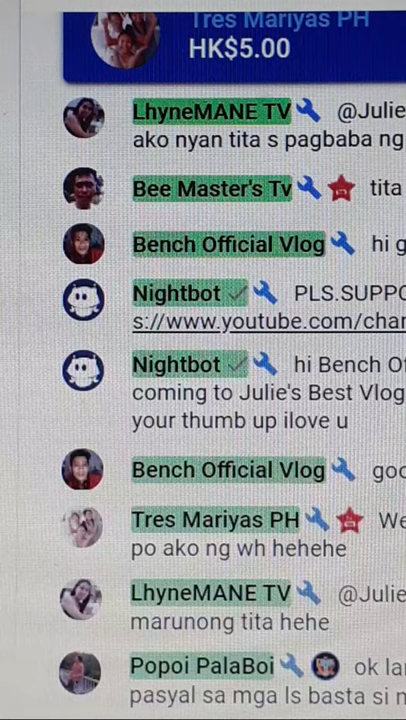 Tres Mariyas PH
HK$5.00
LhyneMANE TV @Julie
ako nyan tita s pagbaba ng
Bee Master's Tv tita
Bench Official Vlog hi g
Nightbot PLS.SUPPO
s://www.youtube.com/chan
Nightbot hi Bench Of
coming to Julie's Best Vlog
your thumb up ilove u
Bench Official Vlog goo
Tres Mariyas PH We
po ako ng wh hehehe
LhyneMANE TV @Julie
marunong tita hehe
Popoi PalaBoi ok la
pasyal sa mga ls basta si n